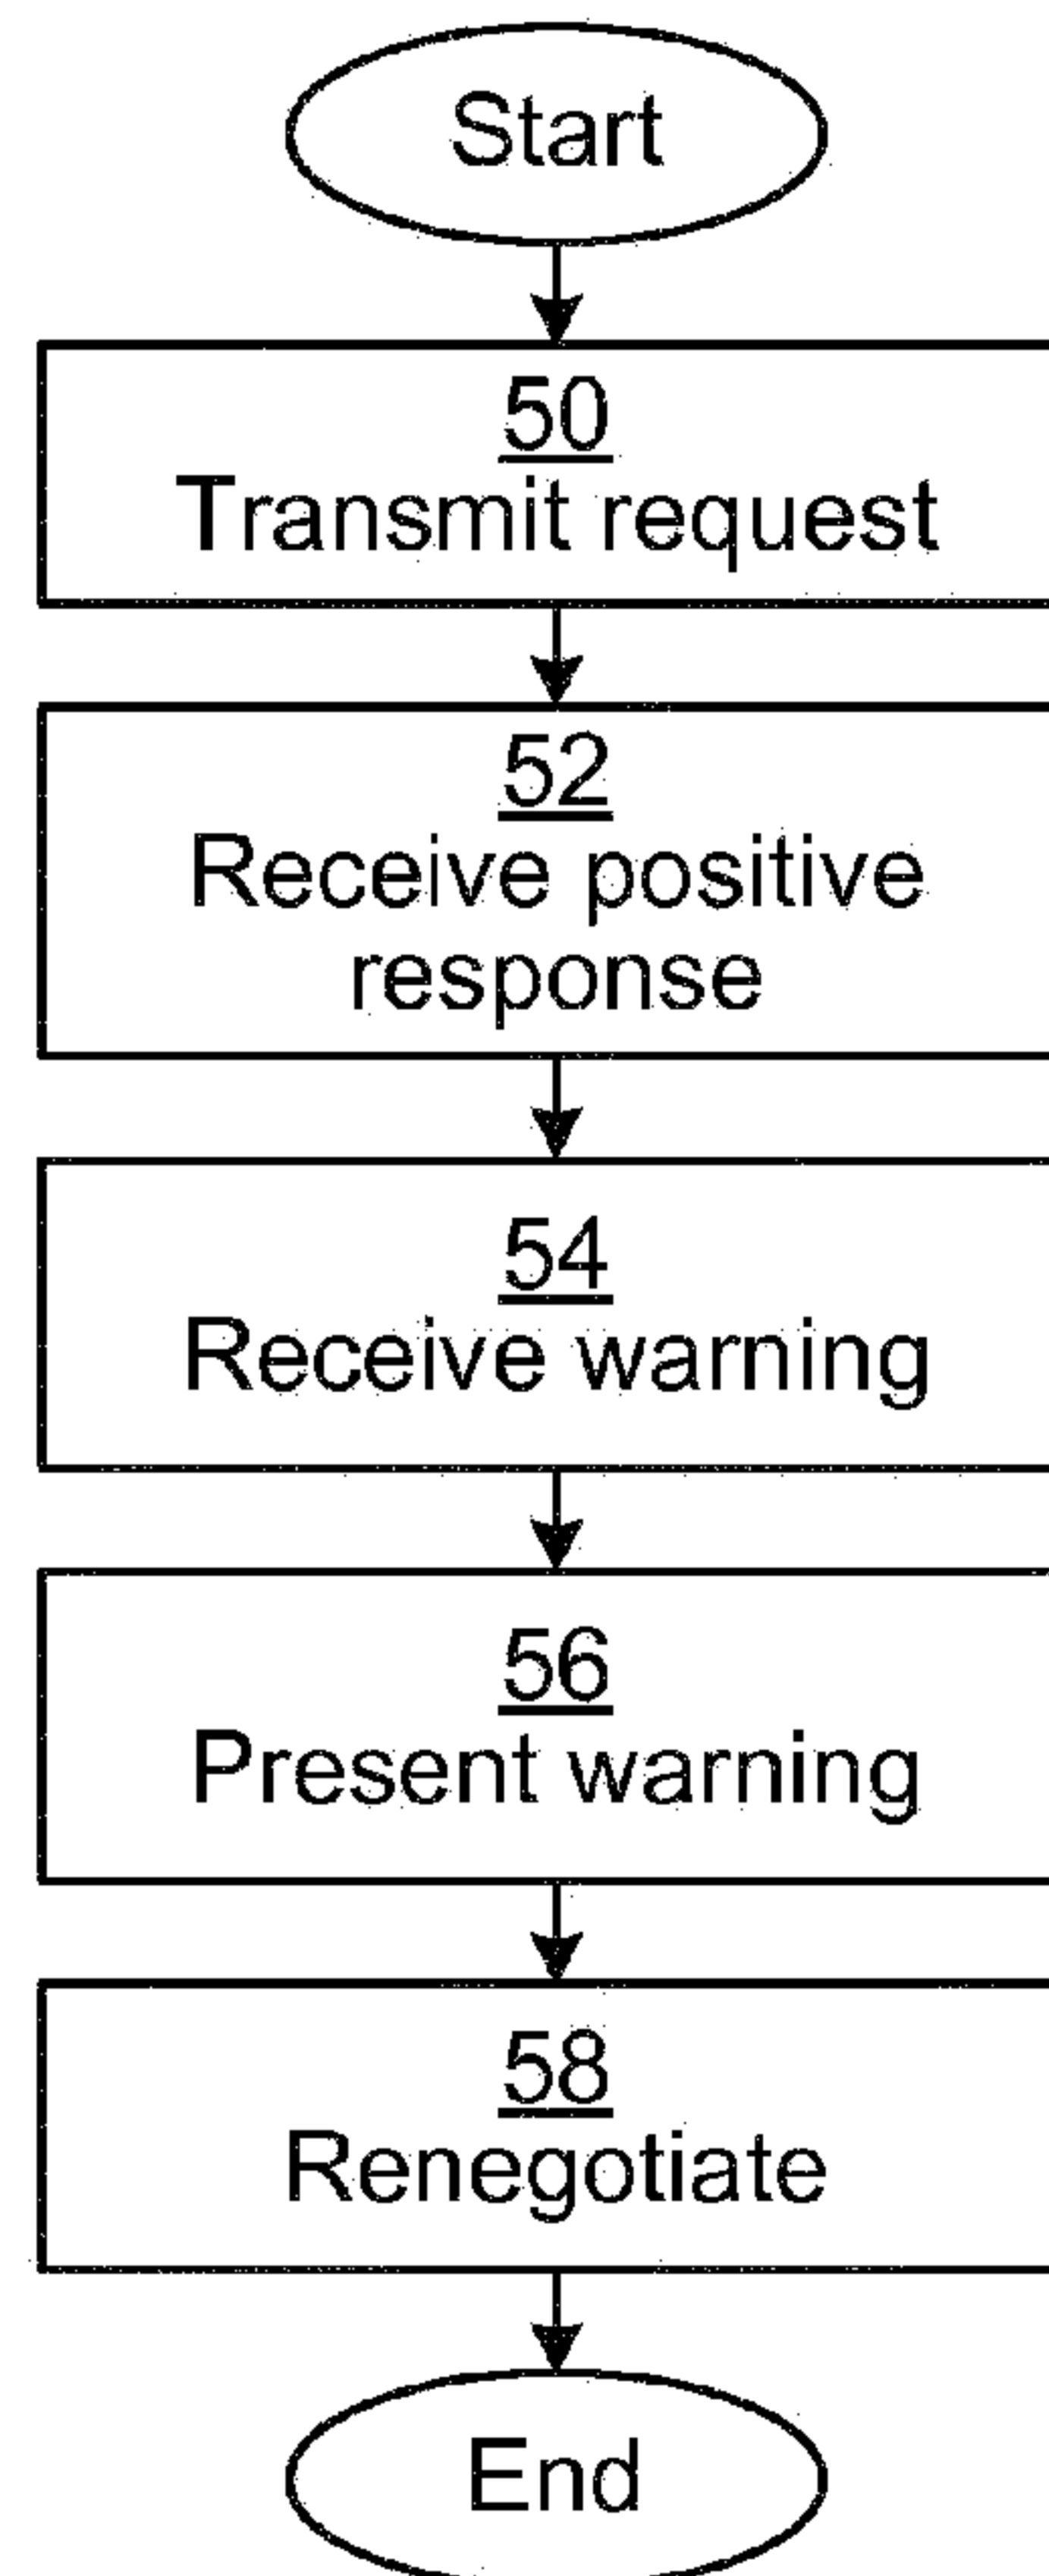 Start
50
Transmit request
52
Receive positive
response
54
Receive warning
56
Present warning
58
Renegotiate
End